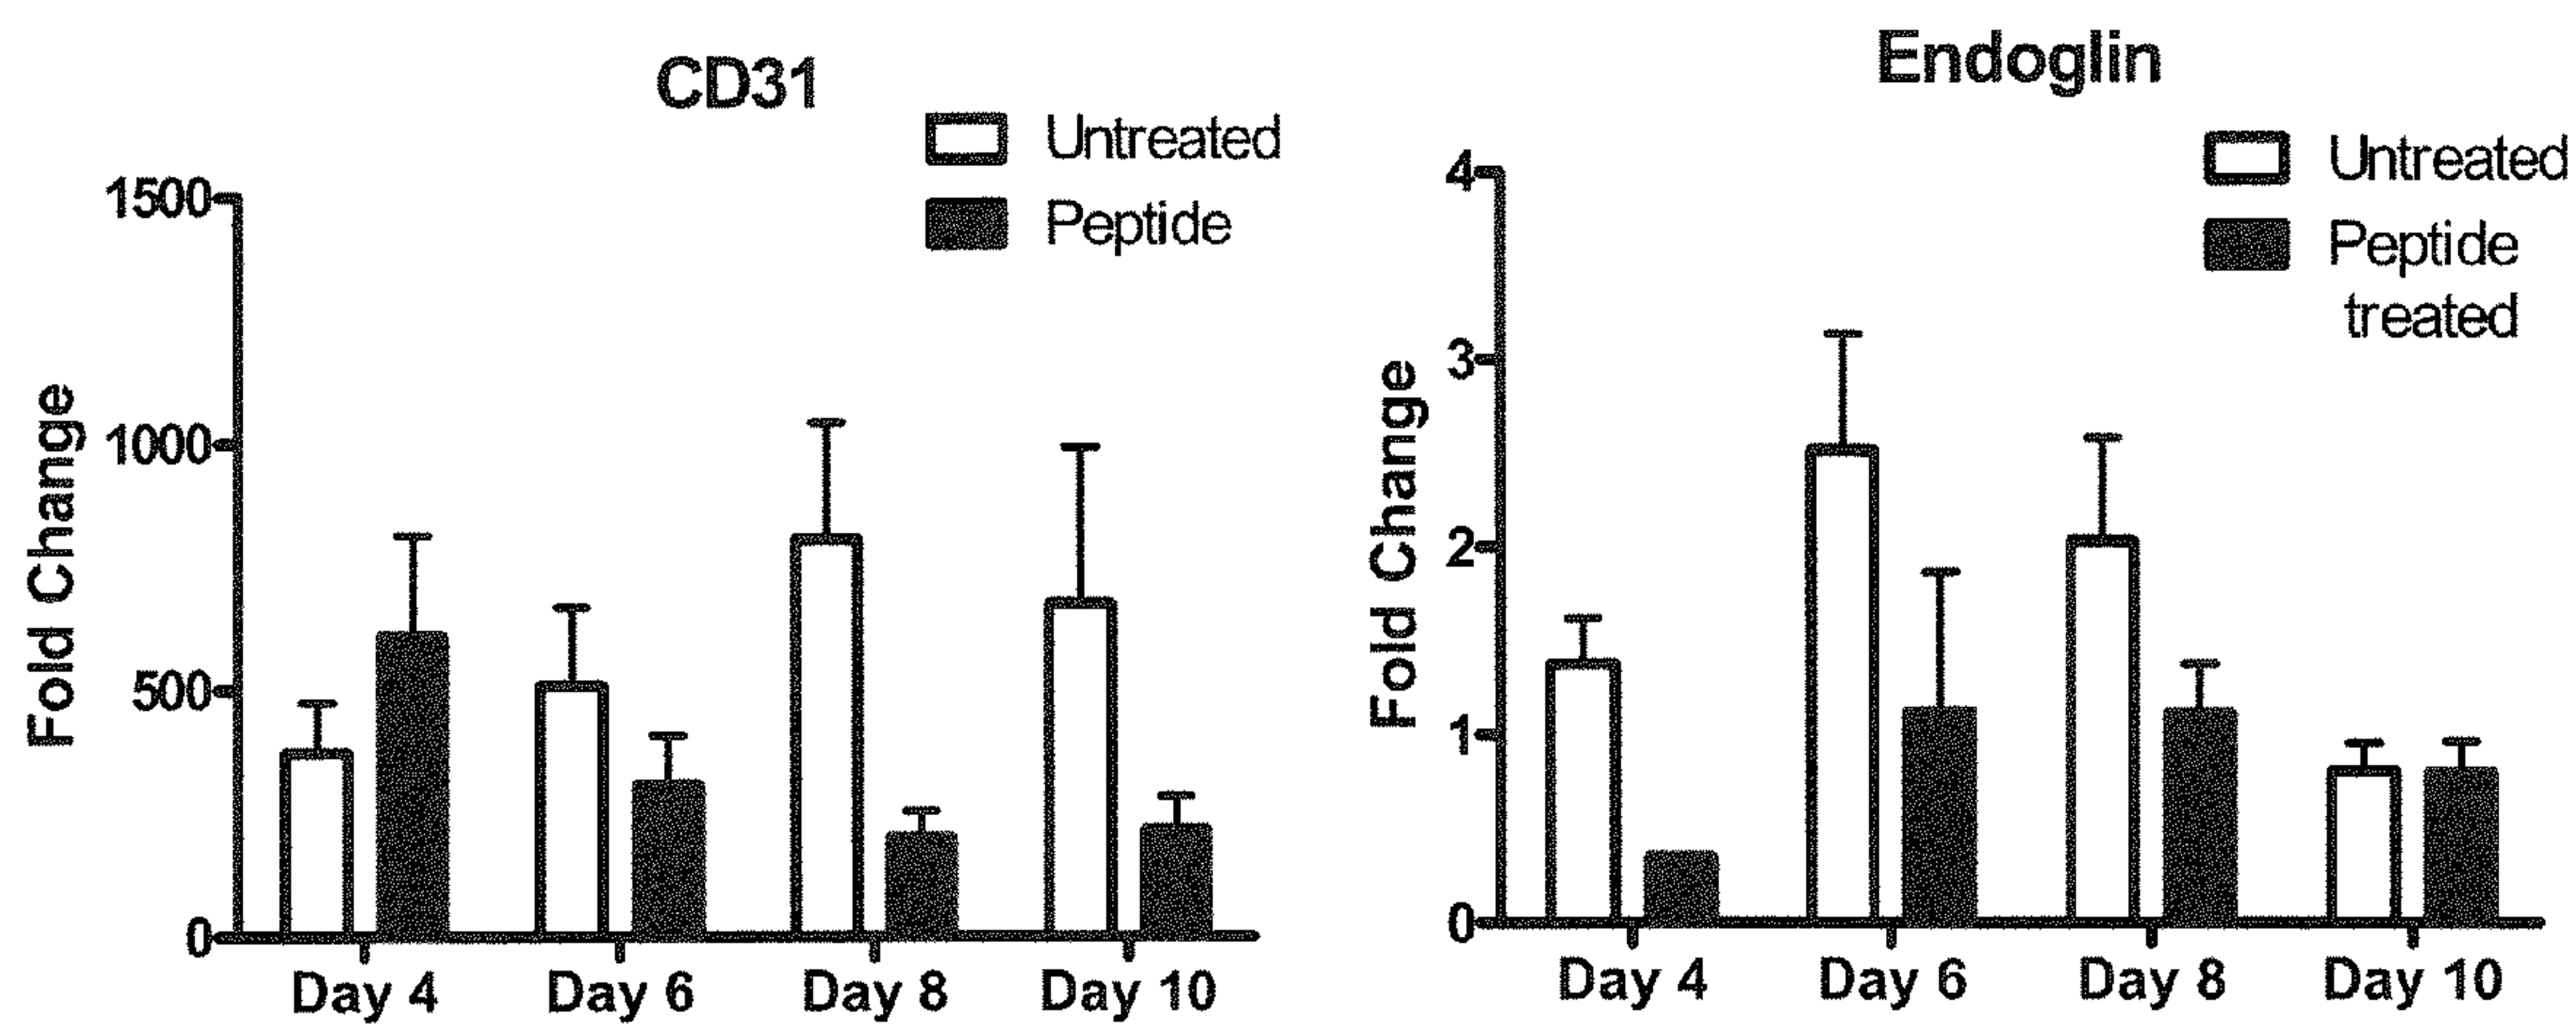 CD31
Untreated
Peptide
Fold Change
1500
1000
500
0
Day 4 Day 6 Day 8 Day 10
Endoglin
Untreated
Peptide
treated
Fold Change
4
3
2
1
0
Day 4 Day 6 Day 8 Day 10